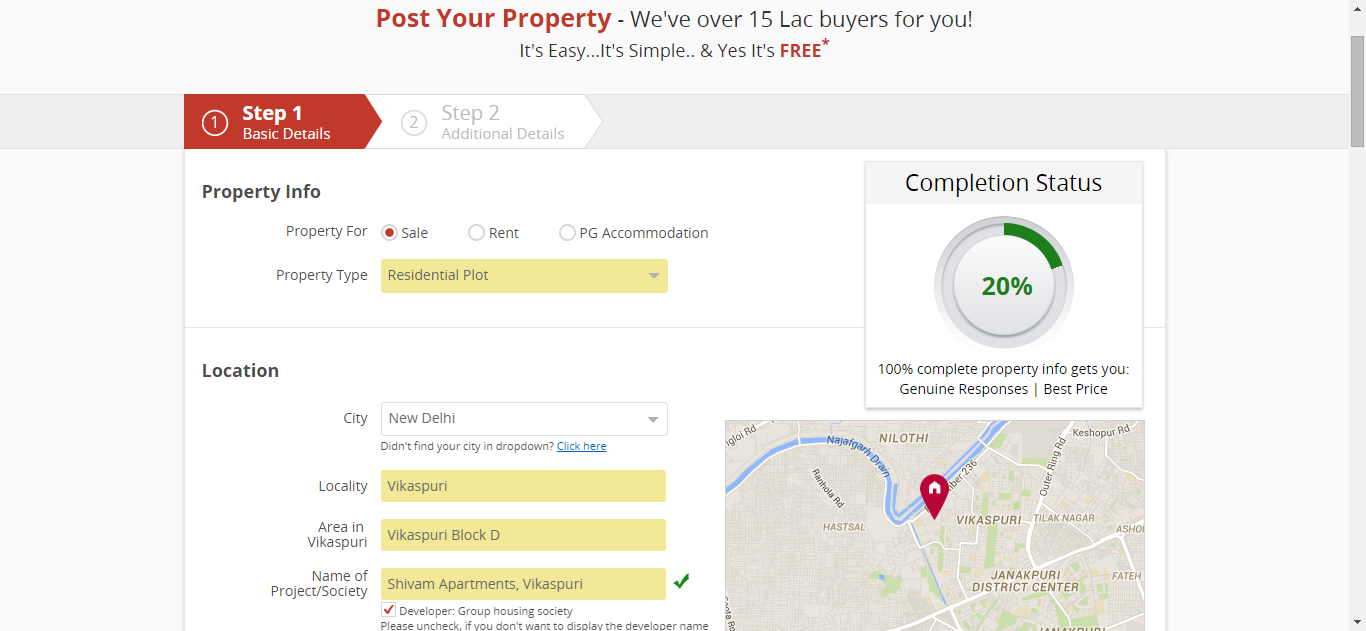 Post Your Property - We've over 15 Lac buyers for you!
It's Easy...It's Simple.. & Yes It's FREE*
1 Step 1
Basic Details
2 Step 2
Additional Details
Property Info
Property For Sale Rent PG Accommodation
Property Type Residential Plot
Completion Status
20%
100% complete property info gets you:
Genuine Responses | Best Price
Location
City New Delhi
Didn't find your city in dropdown? Click here
Locality Vikaspuri
Area in
Vikaspuri
Vikaspuri Block D
Name of
Project/Society
Shivam Apartments, Vikaspuri
Developer: Group housing society
Please uncheck, if you don't want to display the developer name
ngloi Rd
Najafgarh Drain
NILOTHI
Keshopur Rd
Ranhola Rd
Outer Ring Rd
mber 236
HASTSAL
VIKASPURI
TILAK NAGAR
ASHO
JANAKPURI
DISTRICT CENTER
FATEH
JANAKPURI